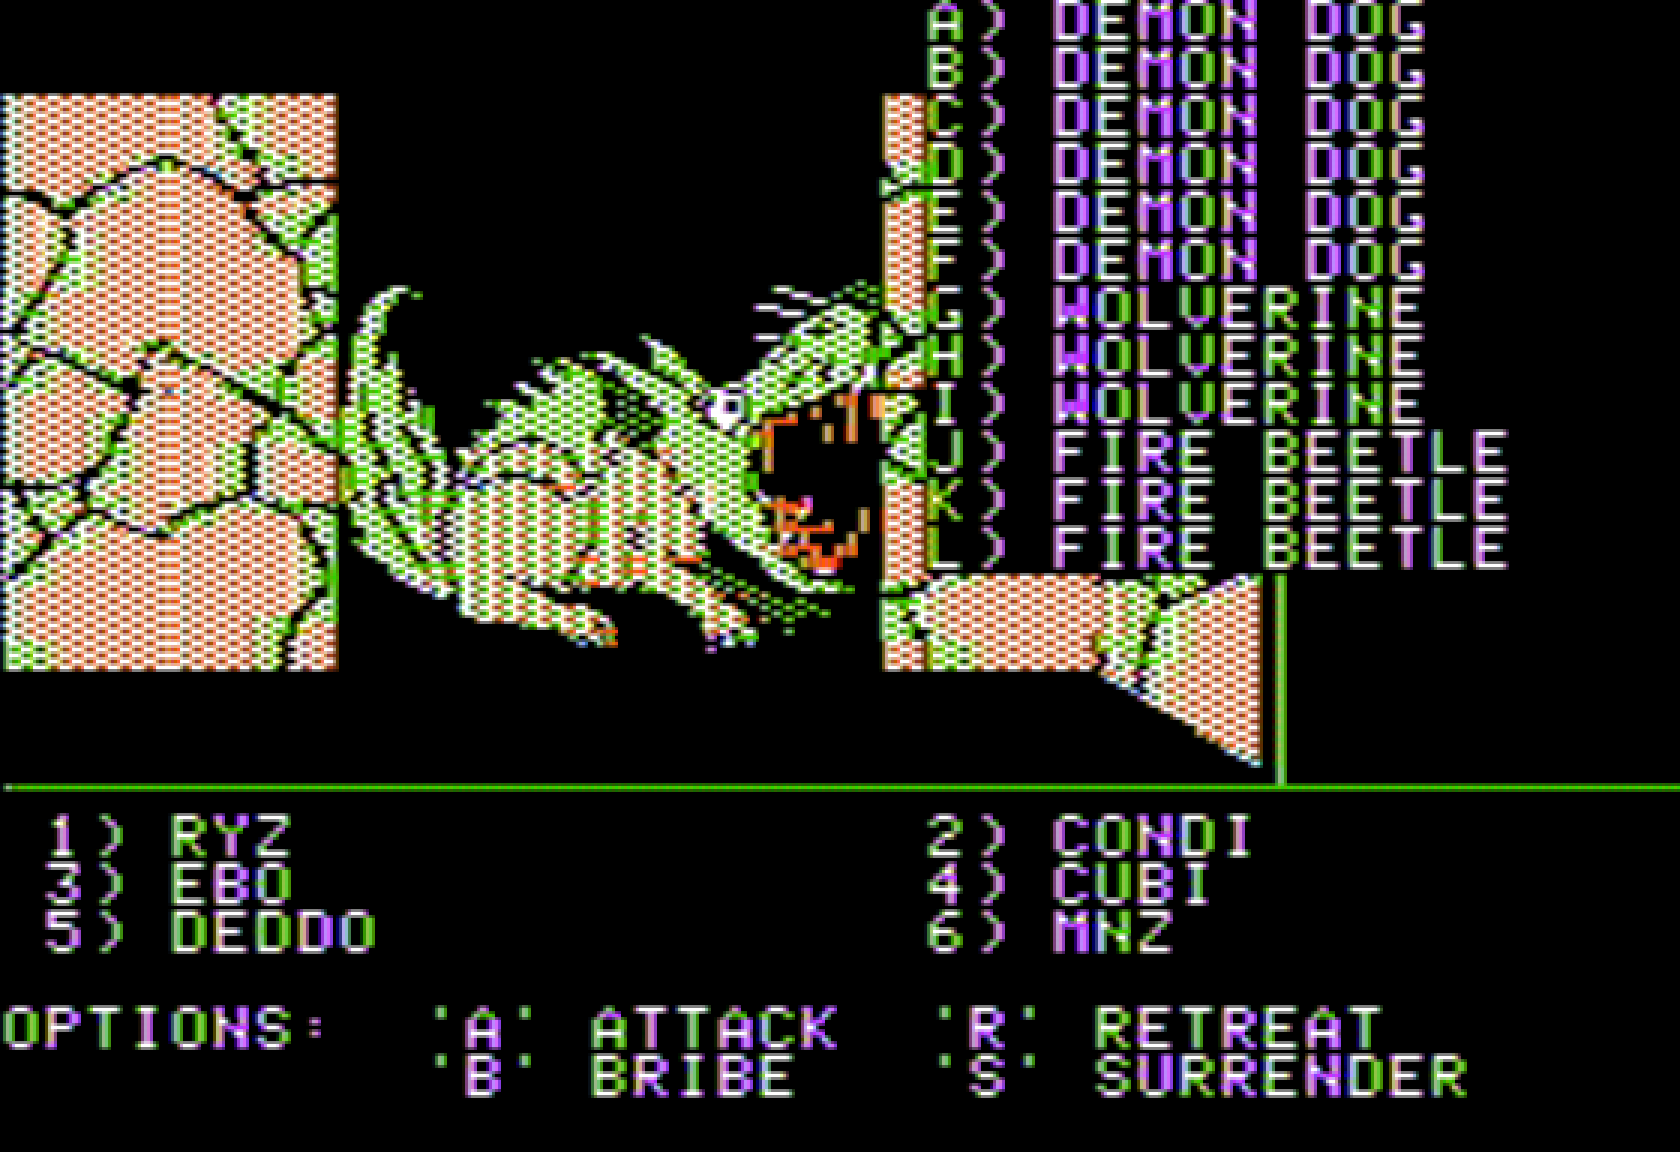 A) DEMON DOG
B) DEMON DOG
C) DEMON DOG
D) DEMON DOG
E) DEMON DOG
F) DEMON DOG
G) WOLVERINE
H) WOLVERINE
I) WOLVERINE
J) FIRE BEETLE
K) FIRE BEETLE
L) FIRE BEETLE
1) RYZ 2) CONDI
3) EBO 4) CUBI
5) DEDDO 6) MNZ
OPTIONS: 'A' ATTACK 'R' RETREAT
'B' BRIBE 'S' SURRENDER